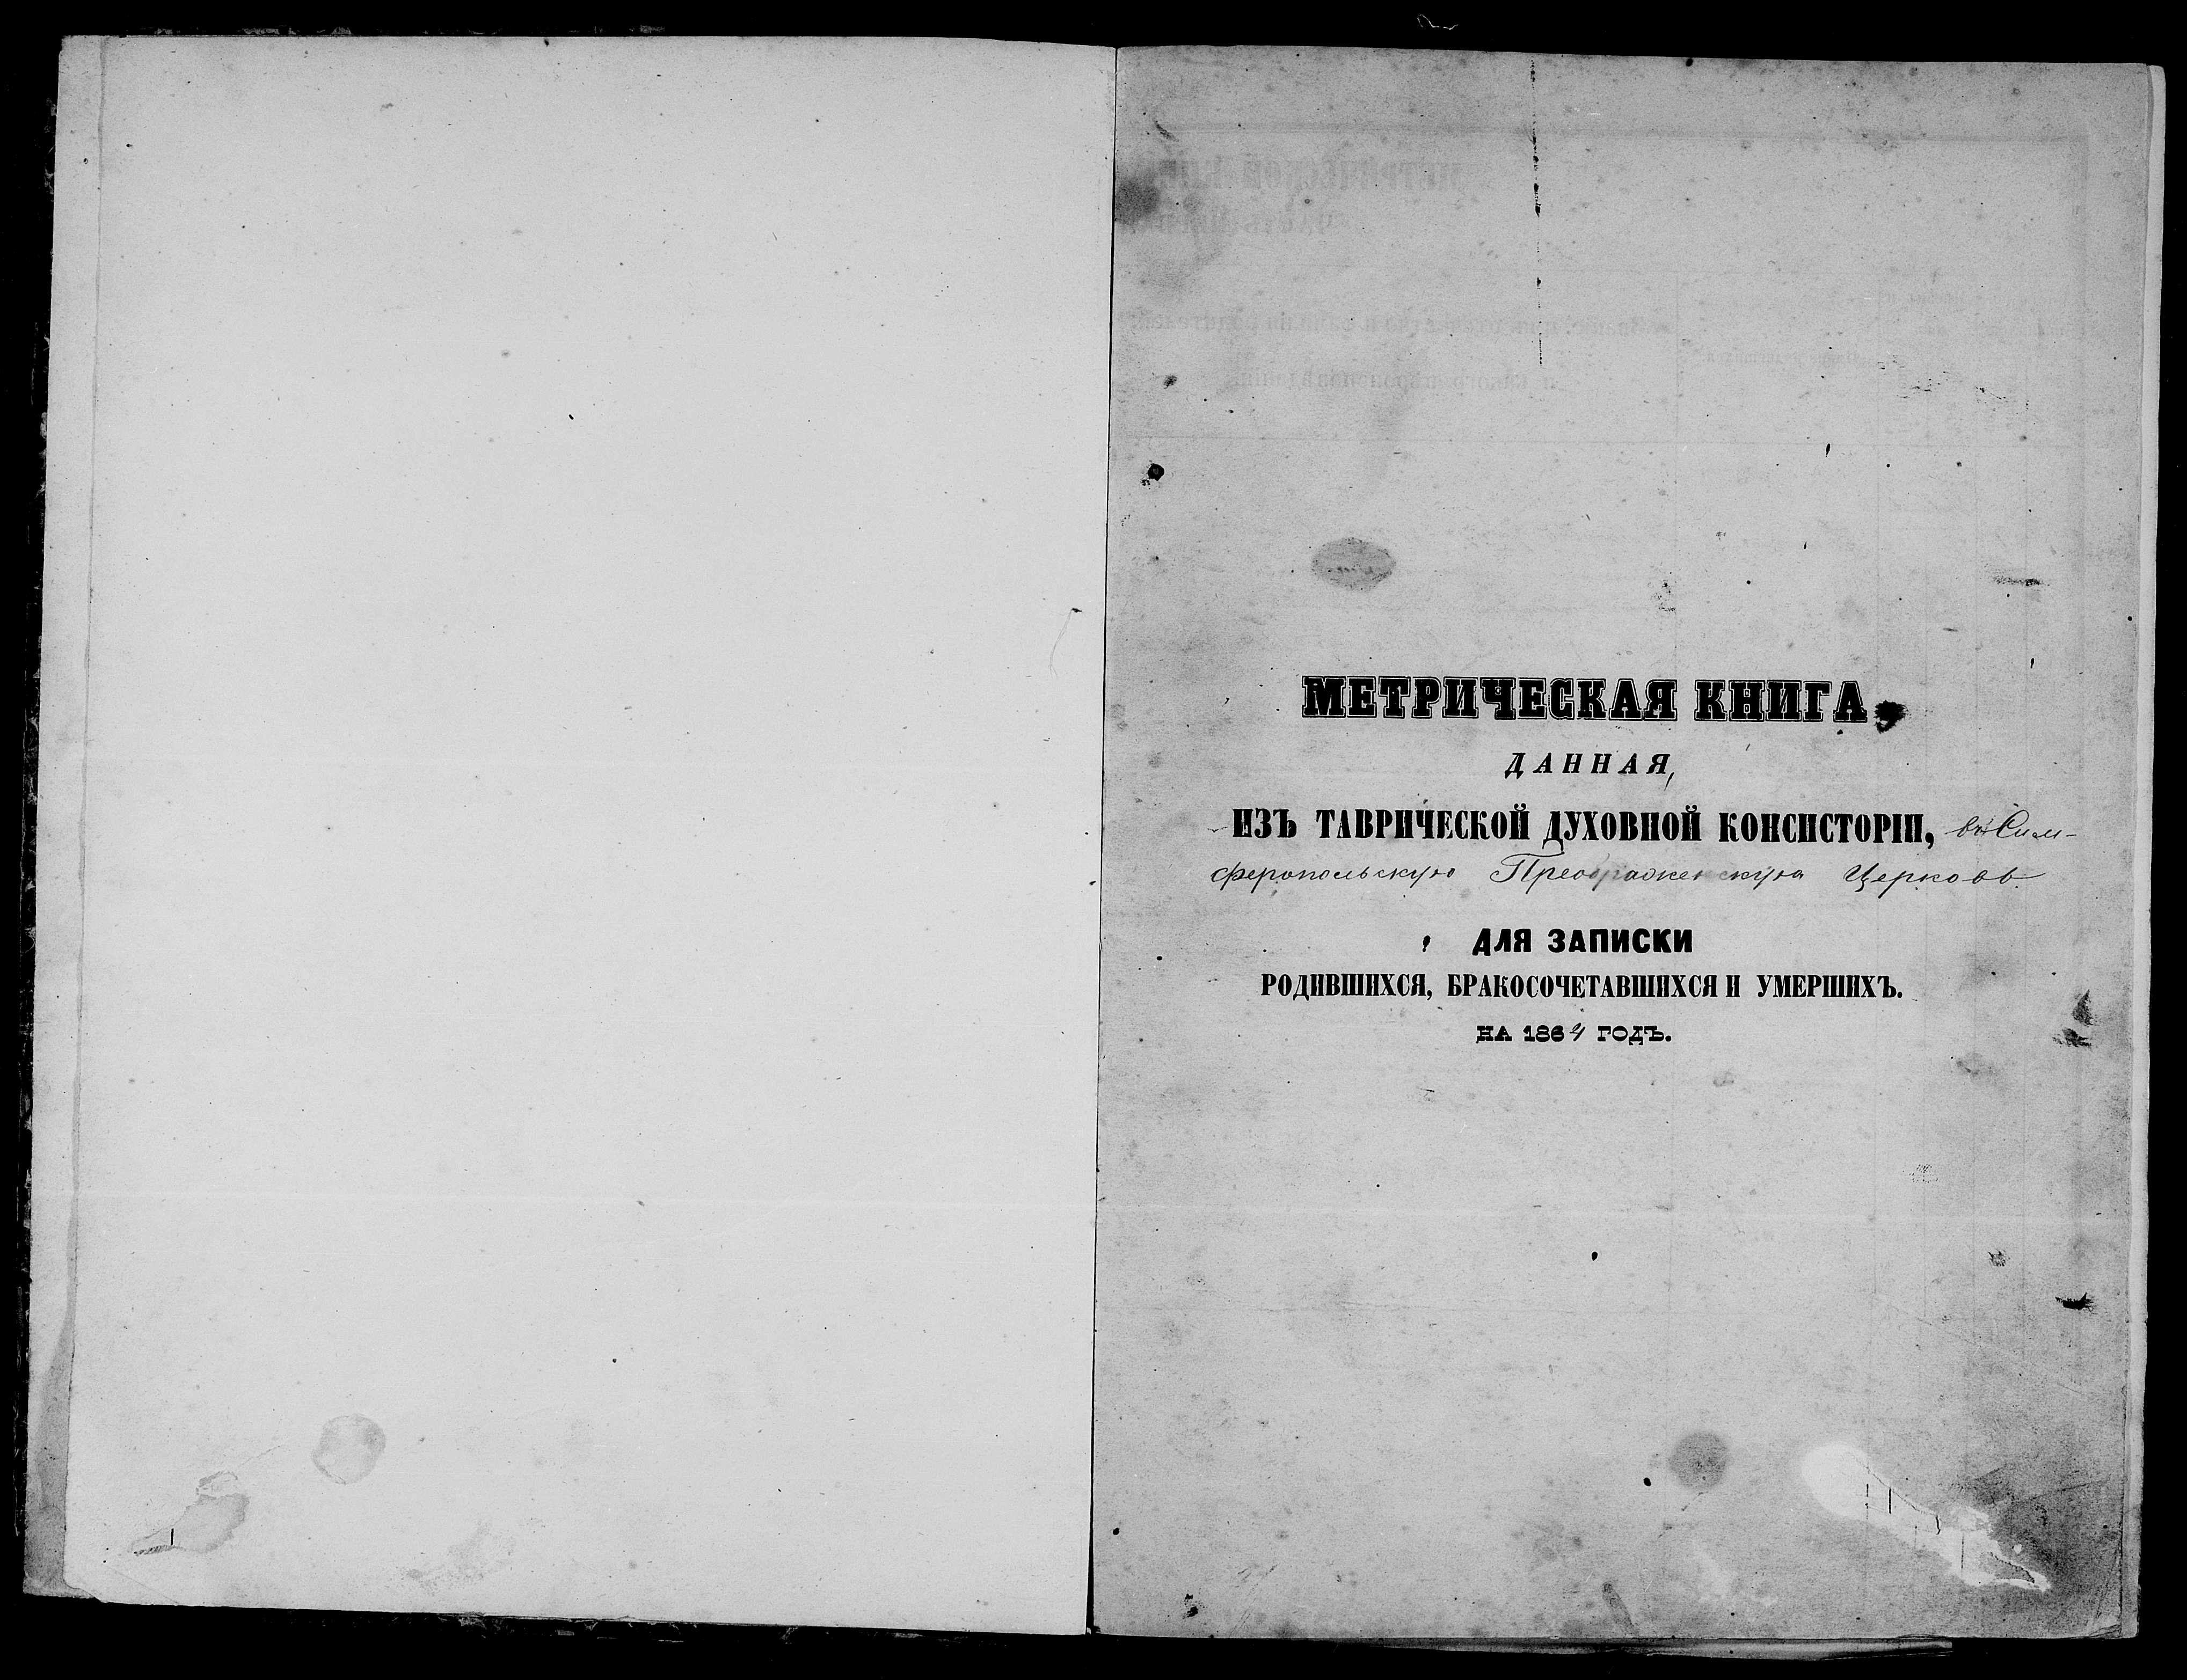 МЕТРИЧЕСКАЯ КНИГА,
ДАННАЯ,
ИЗЪ ТАВРИЧЕСКОЙ ДУХОВНОЙ КОНСИСТОРІИ, въ Сим-
феропольскую Преображенскую Церковь
ДЛЯ ЗАПИСКИ
РОДИВШИХСЯ, БРАКОСОЧЕТАВШИХСЯ И УМЕРШИХЪ.
НА 1864 ГОДЪ.